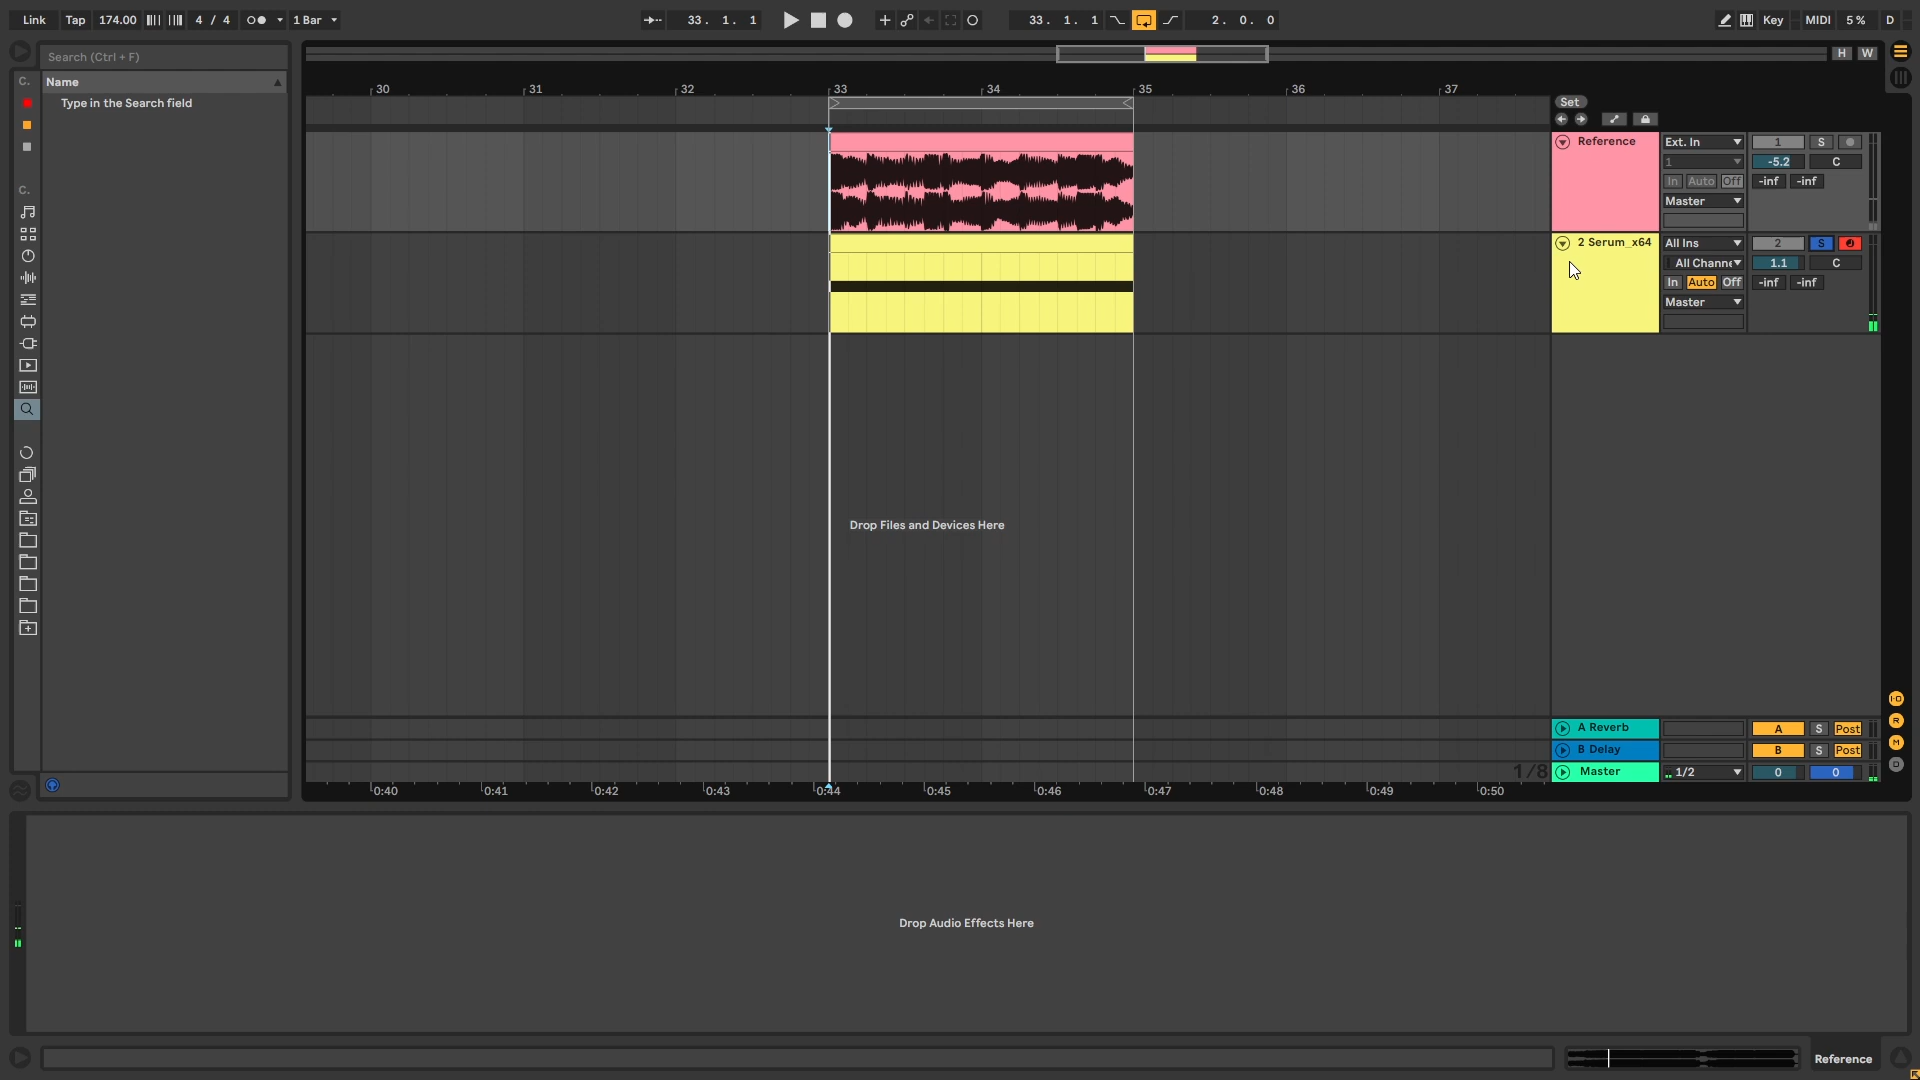 Link Tap 174.00 4 / 4 1 Bar 33. 1. 1 33. 1. 1 2. 0. 0 Key MIDI 5 % D
Search (Ctrl + F)
H W
C.
Name
Type in the Search field
30 31 32 33 34 35 36 37
Set
Reference Ext. In 1 S
1 -5.2 C
In Auto Off -inf -inf
Master
C.
2 Serum_x64 All Ins 2 S
All Channe 1.1 C
In Auto Off -inf -inf
Master
Drop Files and Devices Here
I-O
R
M
D
A Reverb A S Post
B Delay B S Post
1/8
Master 1/2 0 0
0:40 0:41 0:42 0:43 0:44 0:45 0:46 0:47 0:48 0:49 0:50
Drop Audio Effects Here
Reference